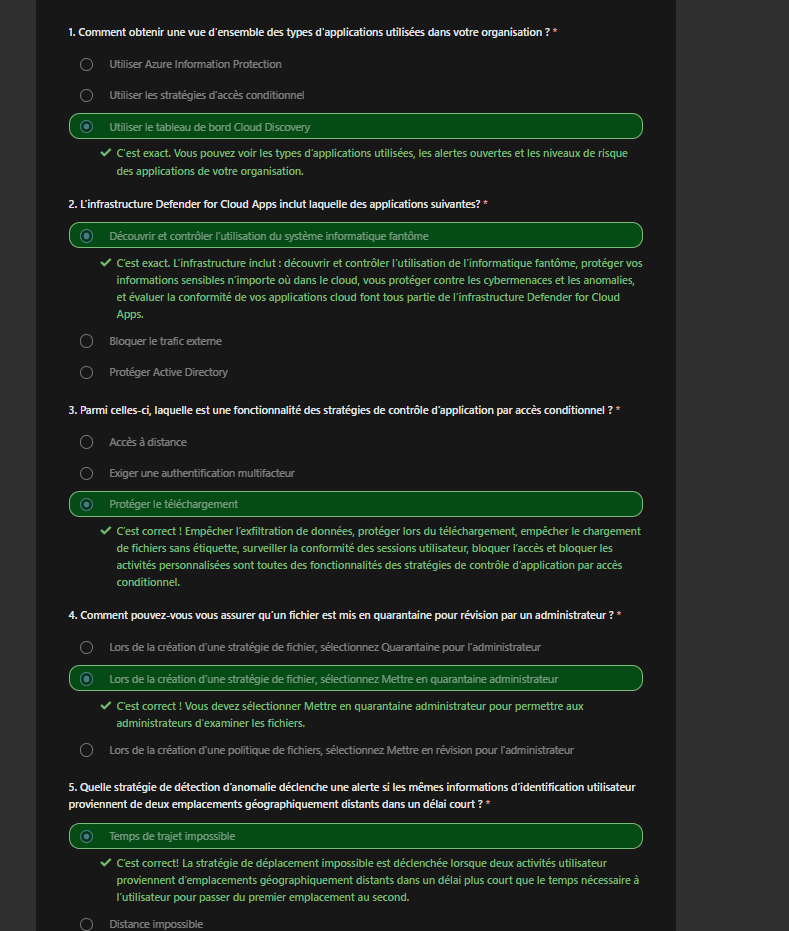 1. Comment obtenir une vue d'ensemble des types d'applications utilisées dans votre organisation ? *
Utiliser Azure Information Protection
Utiliser les stratégies d'accès conditionnel
Utiliser le tableau de bord Cloud Discovery
C'est exact. Vous pouvez voir les types d'applications utilisées, les alertes ouvertes et les niveaux de risque
des applications de votre organisation.
2. L'infrastructure Defender for Cloud Apps inclut laquelle des applications suivantes? *
Découvrir et contrôler l'utilisation du système informatique fantôme
C'est exact. L'infrastructure inclut : découvrir et contrôler l'utilisation de l'informatique fantôme, protéger vos
informations sensibles n'importe où dans le cloud, vous protéger contre les cybermenaces et les anomalies,
et évaluer la conformité de vos applications cloud font tous partie de l'infrastructure Defender for Cloud
Apps.
Bloquer le trafic externe
Protéger Active Directory
3. Parmi celles-ci, laquelle est une fonctionnalité des stratégies de contrôle d'application par accès conditionnel ? *
Accès à distance
Exiger une authentification multifacteur
Protéger le téléchargement
C'est correct ! Empêcher l'exfiltration de données, protéger lors du téléchargement, empêcher le chargement
de fichiers sans étiquette, surveiller la conformité des sessions utilisateur, bloquer l'accès et bloquer les
activités personnalisées sont toutes des fonctionnalités des stratégies de contrôle d'application par accès
conditionnel.
4. Comment pouvez-vous vous assurer qu'un fichier est mis en quarantaine pour révision par un administrateur ? *
Lors de la création d'une stratégie de fichier, sélectionnez Quarantaine pour l'administrateur
Lors de la création d'une stratégie de fichier, sélectionnez Mettre en quarantaine administrateur
C'est correct ! Vous devez sélectionner Mettre en quarantaine administrateur pour permettre aux
administrateurs d'examiner les fichiers.
Lors de la création d'une politique de fichiers, sélectionnez Mettre en révision pour l'administrateur
5. Quelle stratégie de détection d'anomalie déclenche une alerte si les mêmes informations d'identification utilisateur
proviennent de deux emplacements géographiquement distants dans un délai court ? *
Temps de trajet impossible
C'est correct! La stratégie de déplacement impossible est déclenchée lorsque deux activités utilisateur
proviennent d'emplacements géographiquement distants dans un délai plus court que le temps nécessaire à
l'utilisateur pour passer du premier emplacement au second.
Distance impossible